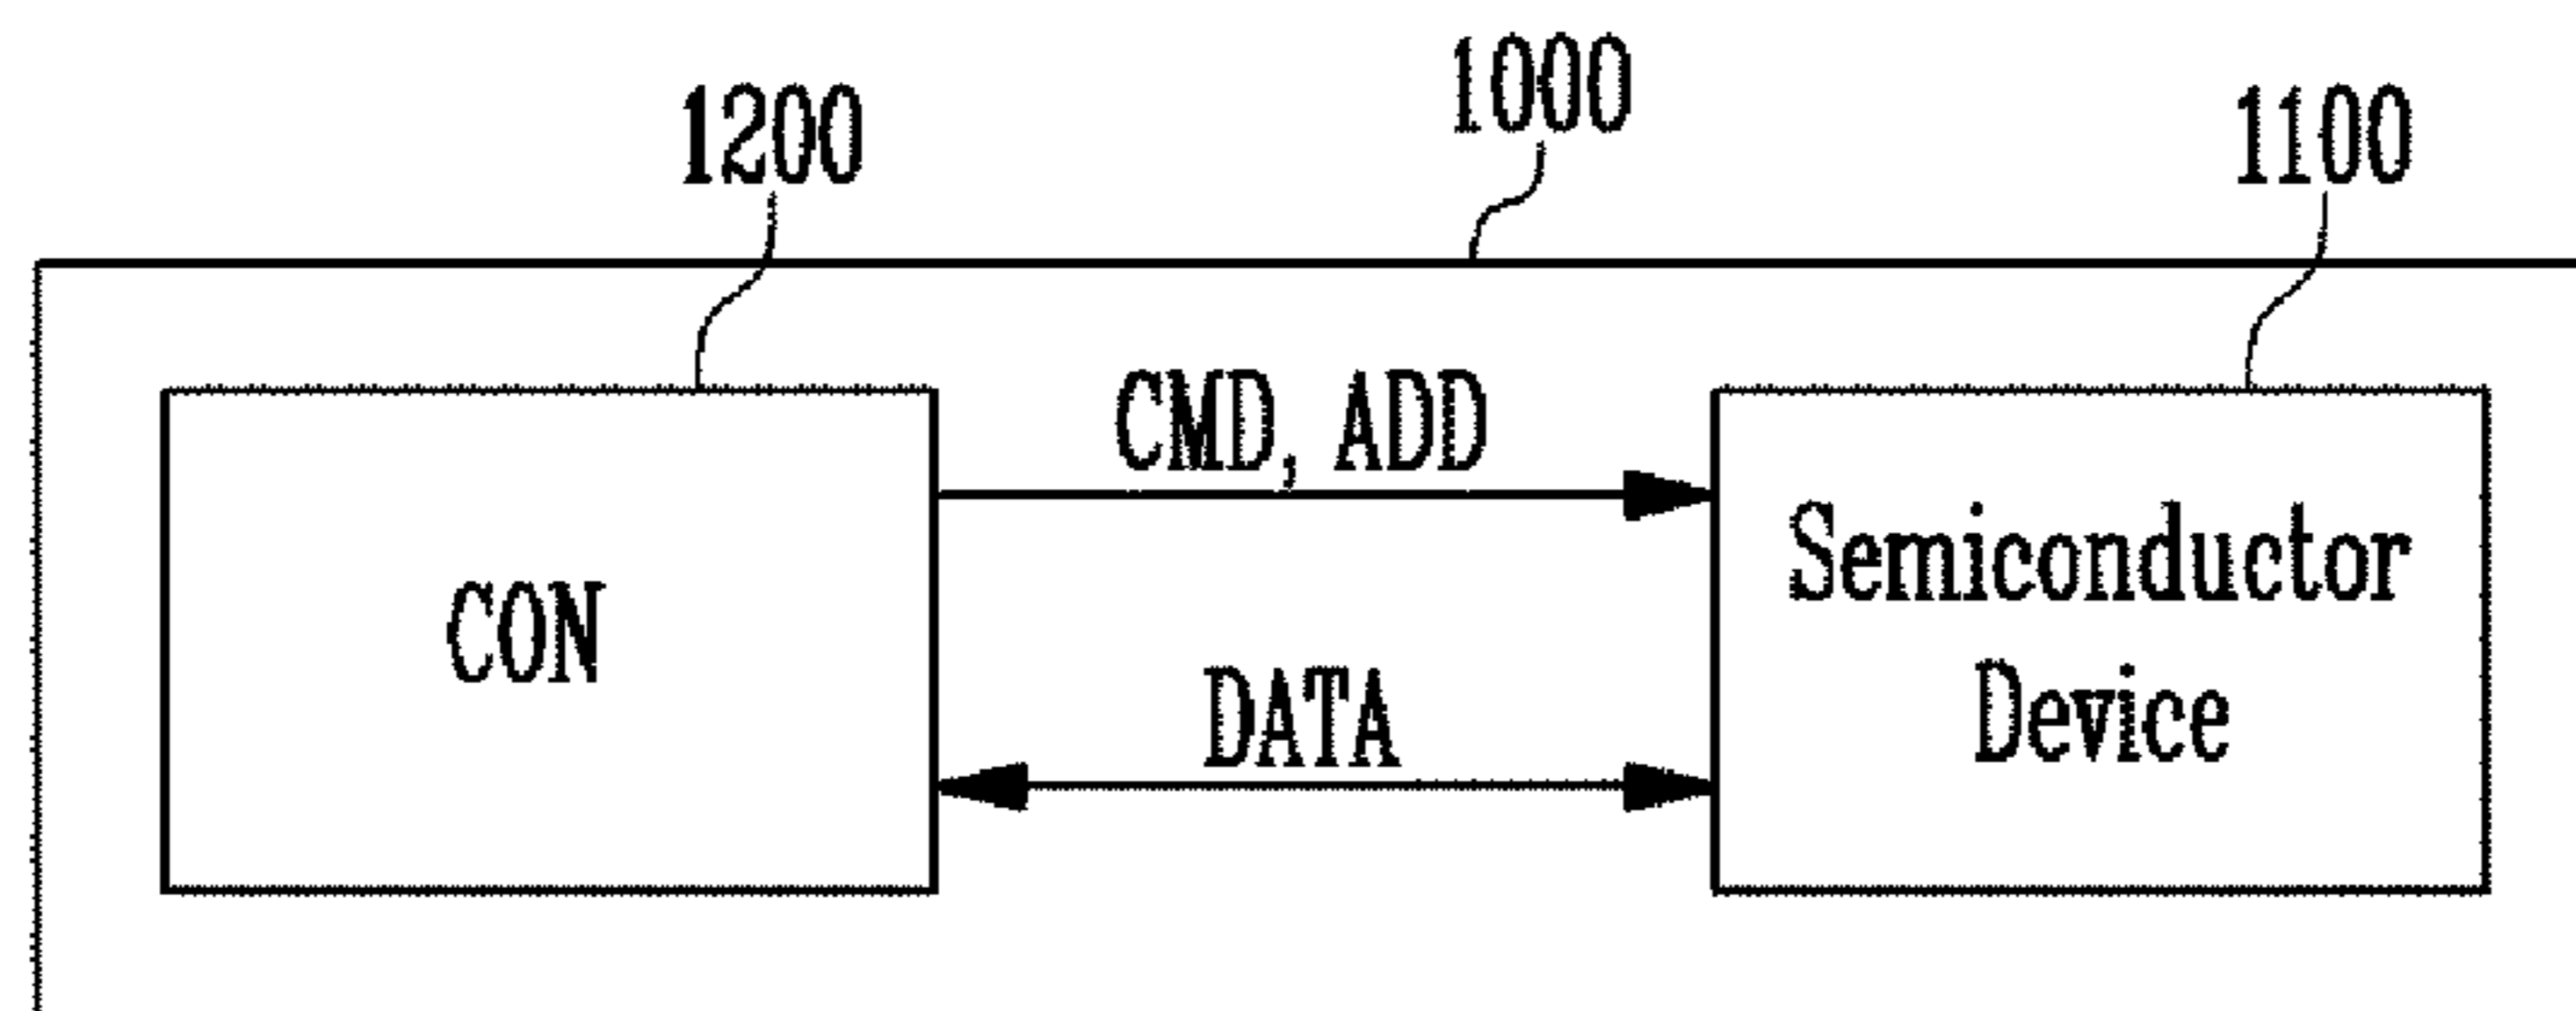 1000
1200
1100
CMD, ADD
CON
Semiconductor
Device
DATA